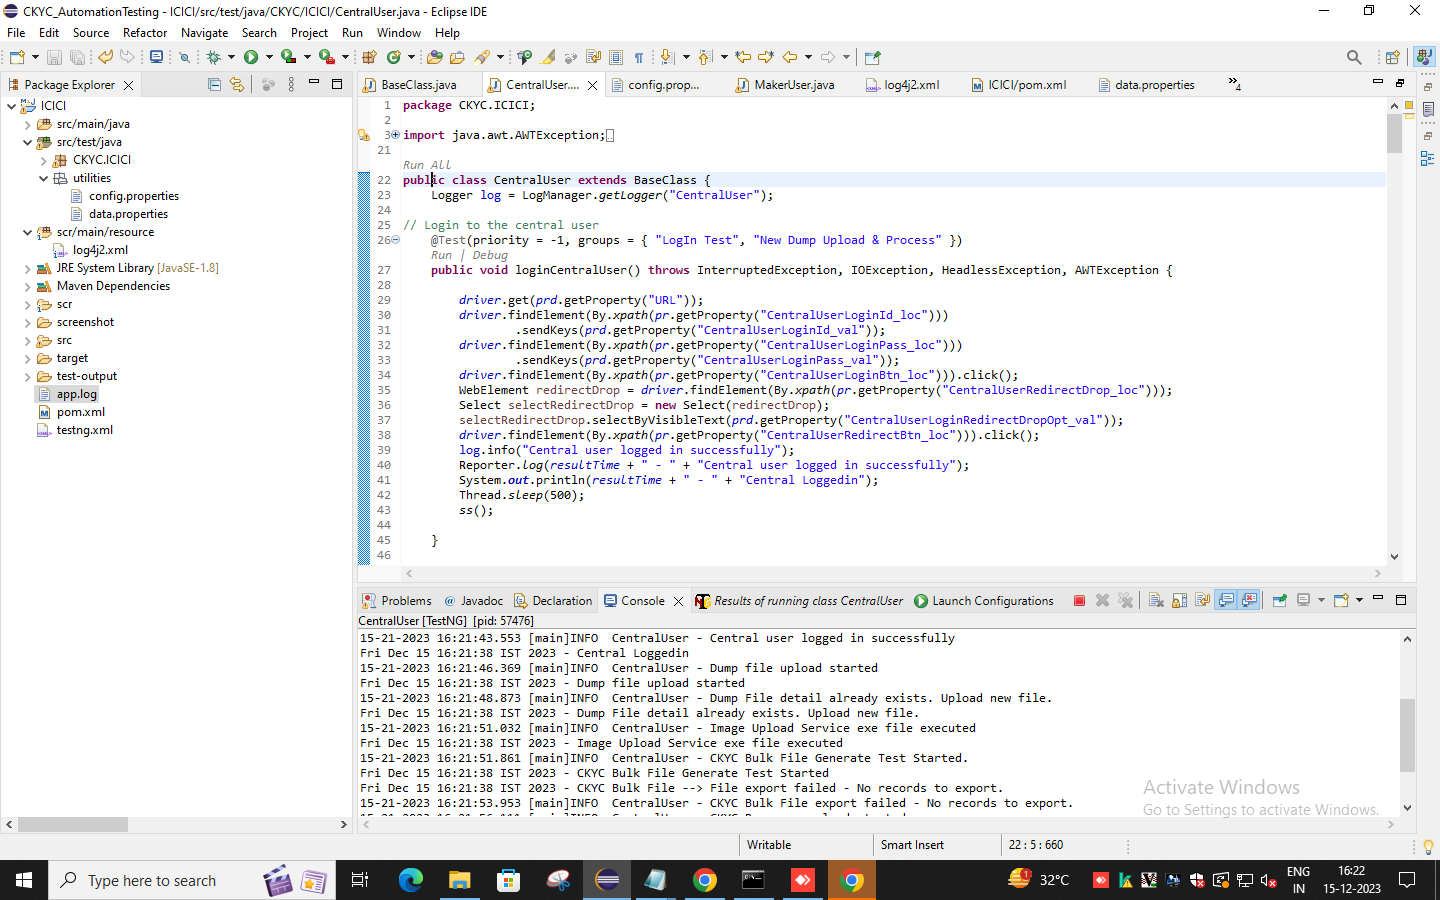 CKYC_AutomationTesting - ICICI/src/test/java/CKYC/ICICI/CentralUser.java - Eclipse IDE
File Edit Source Refactor Navigate Search Project Run Window Help
Package Explorer
ICICI
src/main/java
src/test/java
CKYC.ICICI
utilities
config.properties
data.properties
scr/main/resource
log4j2.xml
JRE System Library [JavaSE-1.8]
Maven Dependencies
scr
screenshot
src
target
test-output
app.log
pom.xml
testng.xml
BaseClass.java CentralUser.... config.prop... MakerUser.java log4j2.xml ICICI/pom.xml data.properties »4
1 package CKYC.ICICI;
2
3 import java.awt.AWTException;
21
Run All
22 public class CentralUser extends BaseClass {
23 Logger log = LogManager.getLogger("CentralUser");
24
25 // Login to the central user
26 @Test(priority = -1, groups = { "LogIn Test", "New Dump Upload & Process" })
Run | Debug
27 public void loginCentralUser() throws InterruptedException, IOException, HeadlessException, AWTException {
28
29 driver.get(prd.getProperty("URL"));
30 driver.findElement(By.xpath(pr.getProperty("CentralUserLoginId_loc")))
31 .sendKeys(prd.getProperty("CentralUserLoginId_val"));
32 driver.findElement(By.xpath(pr.getProperty("CentralUserLoginPass_loc")))
33 .sendKeys(prd.getProperty("CentralUserLoginPass_val"));
34 driver.findElement(By.xpath(pr.getProperty("CentralUserLoginBtn_loc"))).click();
35 WebElement redirectDrop = driver.findElement(By.xpath(pr.getProperty("CentralUserRedirectDrop_loc")));
36 Select selectRedirectDrop = new Select(redirectDrop);
37 selectRedirectDrop.selectByVisibleText(prd.getProperty("CentralUserLoginRedirectDropOpt_val"));
38 driver.findElement(By.xpath(pr.getProperty("CentralUserRedirectBtn_loc"))).click();
39 log.info("Central user logged in successfully");
40 Reporter.log(resultTime + " - " + "Central user logged in successfully");
41 System.out.println(resultTime + " - " + "Central Loggedin");
42 Thread.sleep(500);
43 ss();
44
45 }
46
Problems @ Javadoc Declaration Console Results of running class CentralUser Launch Configurations
CentralUser [TestNG] [pid: 57476]
15-21-2023 16:21:43.553 [main]INFO CentralUser - Central user logged in successfully
Fri Dec 15 16:21:38 IST 2023 - Central Loggedin
15-21-2023 16:21:46.369 [main]INFO CentralUser - Dump file upload started
Fri Dec 15 16:21:38 IST 2023 - Dump file upload started
15-21-2023 16:21:48.873 [main]INFO CentralUser - Dump File detail already exists. Upload new file.
Fri Dec 15 16:21:38 IST 2023 - Dump File detail already exists. Upload new file.
15-21-2023 16:21:51.032 [main]INFO CentralUser - Image Upload Service exe file executed
Fri Dec 15 16:21:38 IST 2023 - Image Upload Service exe file executed
15-21-2023 16:21:51.861 [main]INFO CentralUser - CKYC Bulk File Generate Test Started.
Fri Dec 15 16:21:38 IST 2023 - CKYC Bulk File Generate Test Started
Fri Dec 15 16:21:38 IST 2023 - CKYC Bulk File --> File export failed - No records to export.
15-21-2023 16:21:53.953 [main]INFO CentralUser - CKYC Bulk File export failed - No records to export.
Activate Windows
Go to Settings to activate Windows.
Writable Smart Insert 22 : 5 : 660
Type here to search
32°C
ENG
IN
16:22
15-12-2023